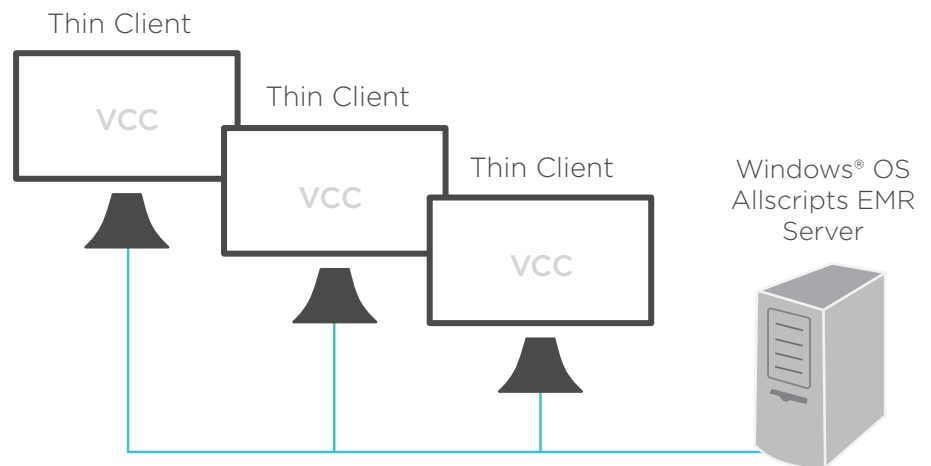 Thin Client
VCC
Thin Client
VCC
Thin Client
VCC
Windows® OS
Allscripts EMR
Server